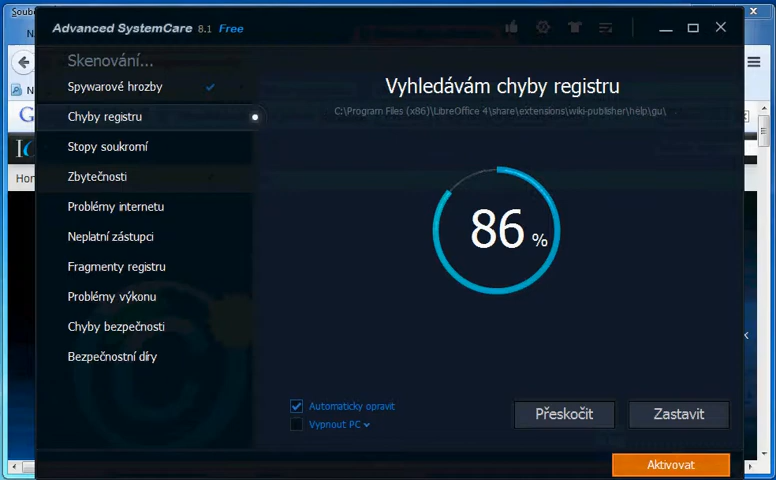 Soub
Advanced SystemCare 8.1 Free
Skenování...
Spywarové hrozby
Chyby registru
Stopy soukromí
Zbytečnosti
Problémy internetu
Neplatní zástupci
Fragmenty registru
Problémy výkonu
Chyby bezpečnosti
Bezpečnostní díry
Vyhledávám chyby registru
C:\Program Files (x86)\LibreOffice 4\share\extensions\wiki-publisher\help\gu\
86 %
Automaticky opravit
Vypnout PC
Přeskočit
Zastavit
Aktivovat